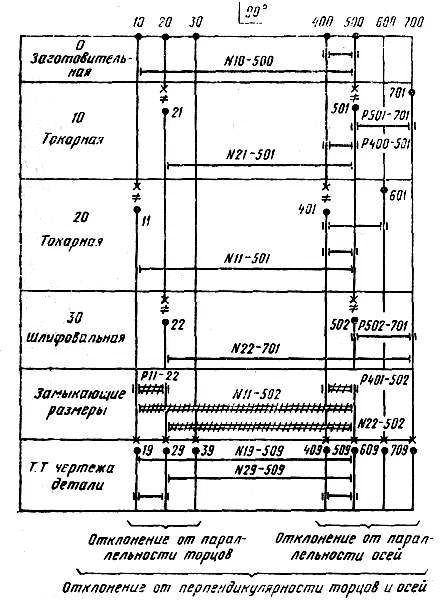 90°
10 20 30 400 500 600 700
0
Заготовитель-
ная
N10-500
10
Токарная
21
501
701
P501-701
P400-501
N21-501
20
Токарная
11
401
601
N11-501
30
Шлифовальная
22
502
P502-701
N22-701
Замыкающие
размеры
P11-22
N11-502
P401-502
N22-502
Т.Т чертежа
детали
19 29 39 409 509 609 709
N19-509
N29-509
Отклонение от парал-
лельности торцов
Отклонение от парал-
лельности осей
Отклонение от перпендикулярности торцов и осей